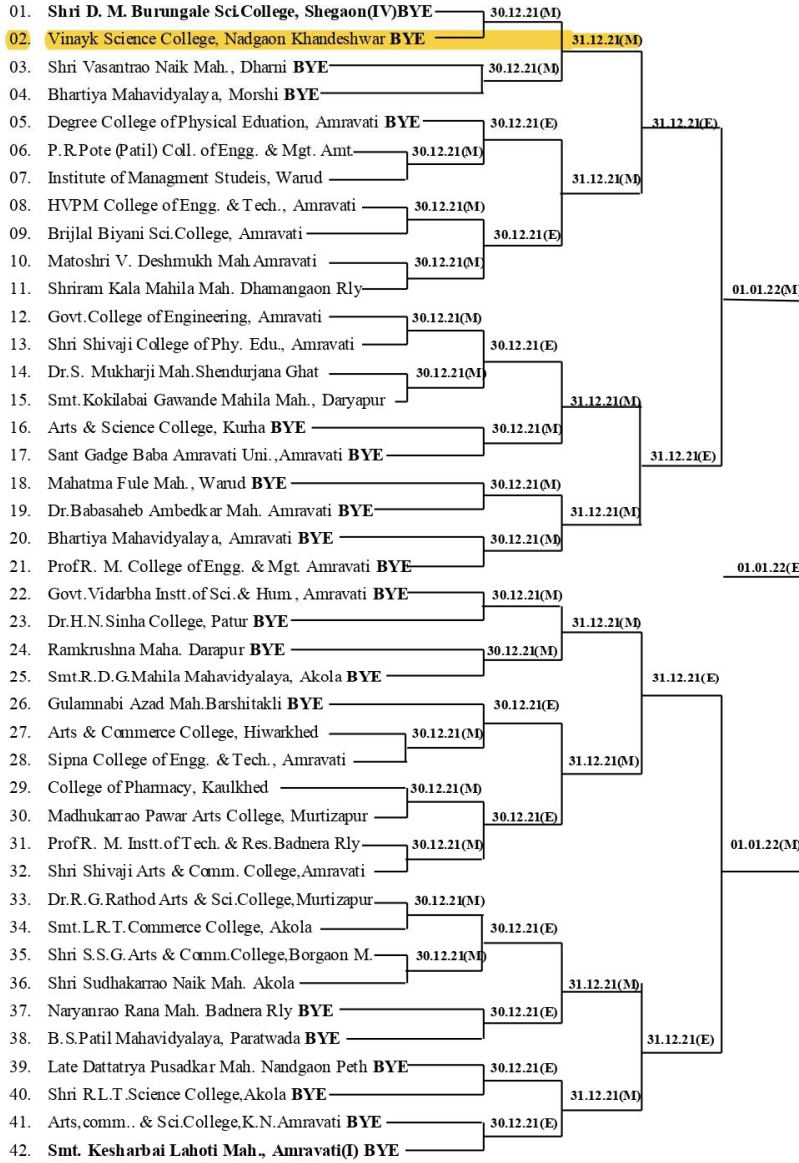 01. Shri D. M. Burungale Sci.College, Shegaon(IV)BYE 30.12.21(M)
02. Vinayk Science College, Nadgaon Khandeshwar BYE 31.12.21(M)
03. Shri Vasantrao Naik Mah., Dharni BYE 30.12.21(M)
04. Bhartiya Mahavidyalaya, Morshi BYE
05. Degree College of Physical Eduation, Amravati BYE 30.12.21(E) 31.12.21(E)
06. P.R.Pote (Patil) Coll. of Engg. & Mgt. Amt. 30.12.21(M)
07. Institute of Managment Studeis, Warud 31.12.21(M)
08. HVPM College of Engg. & Tech., Amravati 30.12.21(M)
09. Brijlal Biyani Sci.College, Amravati 30.12.21(E)
10. Matoshri V. Deshmukh Mah.Amravati 30.12.21(M)
11. Shriram Kala Mahila Mah. Dhamangaon Rly 01.01.22(M)
12. Govt.College of Engineering, Amravati 30.12.21(M)
13. Shri Shivaji College of Phy. Edu., Amravati 30.12.21(E)
14. Dr.S. Mukharji Mah.Shendurjana Ghat 30.12.21(M)
15. Smt.Kokilabai Gawande Mahila Mah., Daryapur 31.12.21(M)
16. Arts & Science College, Kurha BYE 30.12.21(M)
17. Sant Gadge Baba Amravati Uni.,Amravati BYE 31.12.21(E)
18. Mahatma Fule Mah., Warud BYE 30.12.21(M)
19. Dr.Babasaheb Ambedkar Mah. Amravati BYE 31.12.21(M)
20. Bhartiya Mahavidyalaya, Amravati BYE 30.12.21(M)
21. Prof.R. M. College of Engg. & Mgt. Amravati BYE 01.01.22(E
22. Govt.Vidarbha Instt.of Sci.& Hum., Amravati BYE 30.12.21(M)
23. Dr.H.N.Sinha College, Patur BYE 31.12.21(M)
24. Ramkrushna Maha. Darapur BYE 30.12.21(M)
25. Smt.R.D.G.Mahila Mahavidyalaya, Akola BYE 31.12.21(E)
26. Gulamnabi Azad Mah.Barshitakli BYE 30.12.21(E)
27. Arts & Commerce College, Hiwarkhed 30.12.21(M)
28. Sipna College of Engg. & Tech., Amravati 31.12.21(M)
29. College of Pharmacy, Kaulkhed 30.12.21(M)
30. Madhukarrao Pawar Arts College, Murtizapur 30.12.21(E)
31. Prof.R. M. Instt.of Tech. & Res.Badnera Rly 30.12.21(M) 01.01.22(M)
32. Shri Shivaji Arts & Comm. College,Amravati
33. Dr.R.G.Rathod Arts & Sci.College,Murtizapur 30.12.21(M)
34. Smt.L.R.T.Commerce College, Akola 30.12.21(E)
35. Shri S.S.G.Arts & Comm.College,Borgaon M. 30.12.21(M)
36. Shri Sudhakarrao Naik Mah. Akola 31.12.21(M)
37. Naryanrao Rana Mah. Badnera Rly BYE 30.12.21(E)
38. B.S.Patil Mahavidyalaya, Paratwada BYE 31.12.21(E)
39. Late Dattatrya Pusadkar Mah. Nandgaon Peth BYE 30.12.21(E)
40. Shri R.L.T.Science College,Akola BYE 31.12.21(M)
41. Arts,comm.. & Sci.College,K.N.Amravati BYE 30.12.21(E)
42. Smt. Kesharbai Lahoti Mah., Amravati(I) BYE